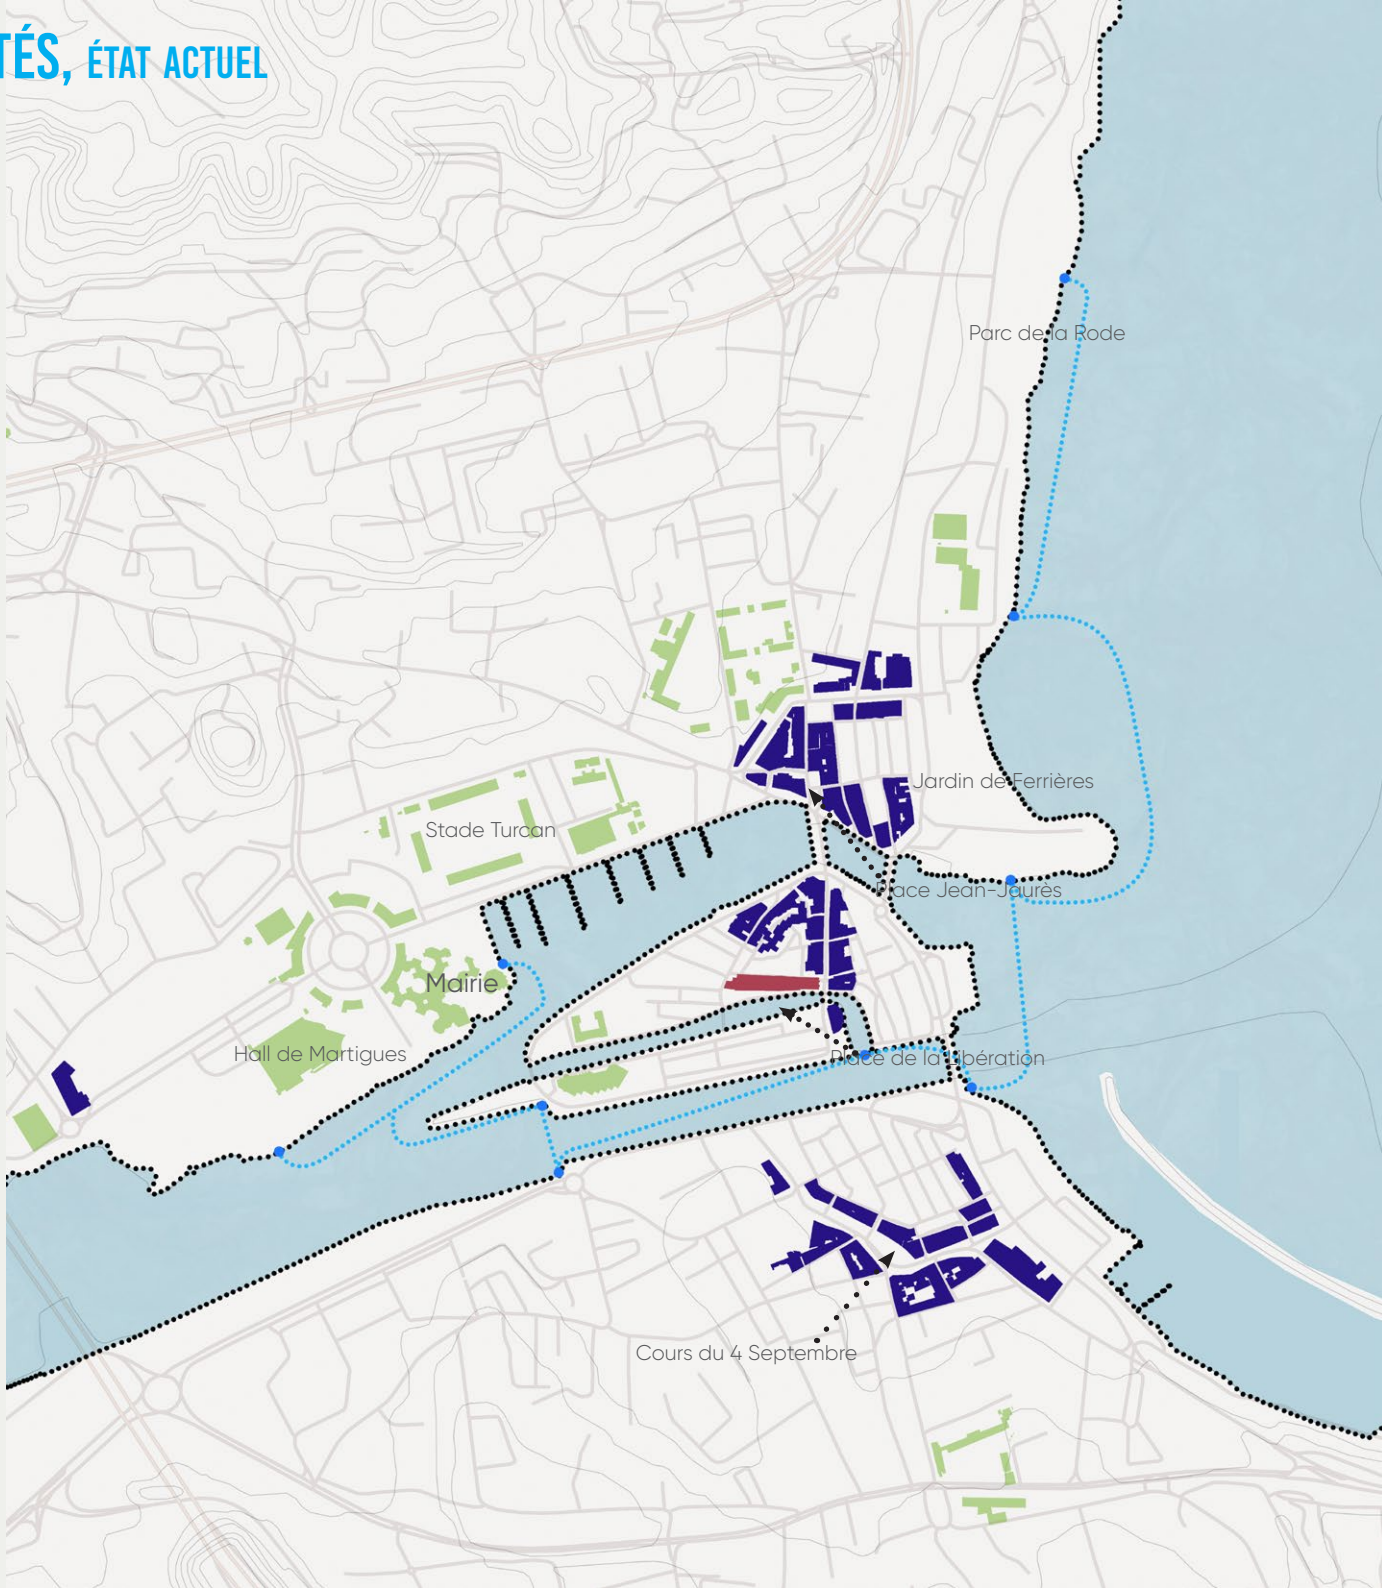 TÉS, ÉTAT ACTUEL
Parc de la Rode
Jardin de Ferrières
Stade Turcan
Place Jean-Jaurès
Mairie
Hall de Martigues
Place de la Libération
Cours du 4 Septembre